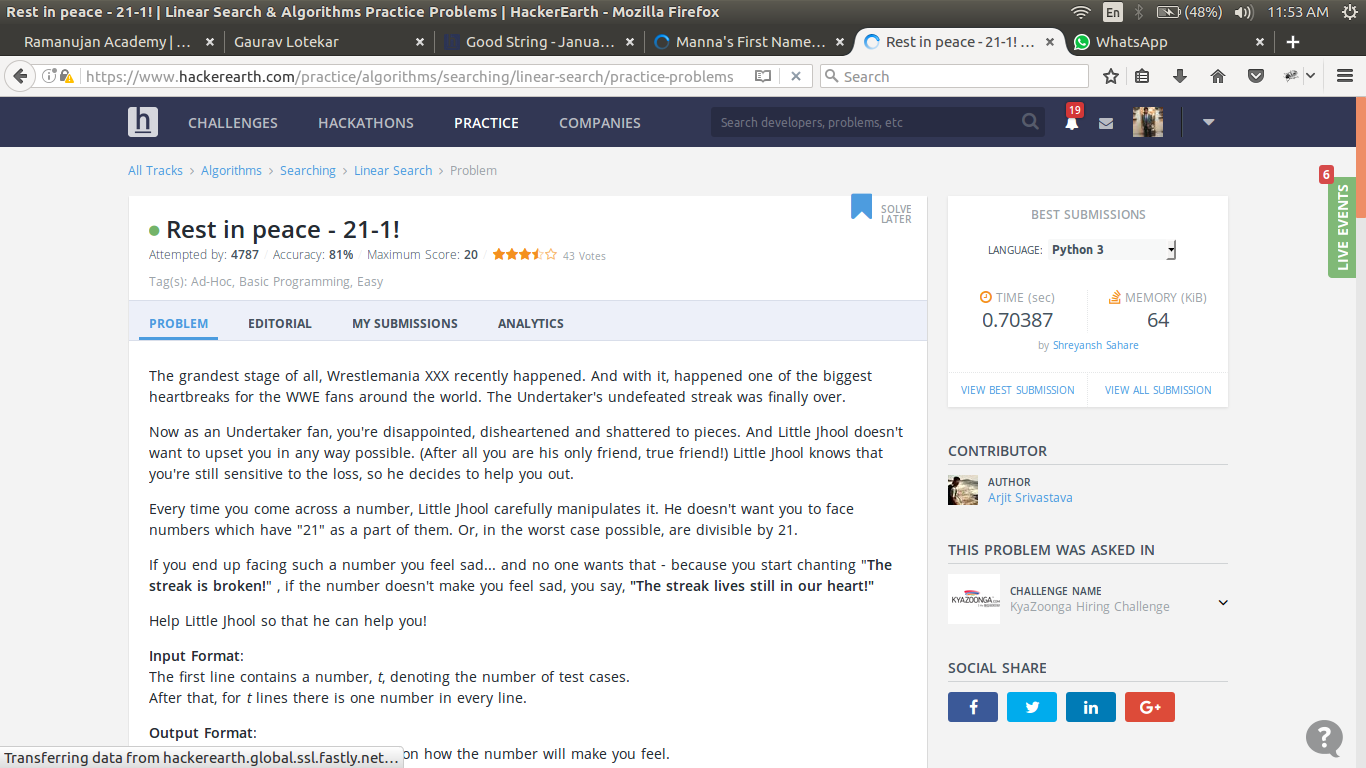 Rest in peace - 21-1! | Linear Search & Algorithms Practice Problems | HackerEarth - Mozilla Firefox
En
(48%)
11:53 AM
Ramanujan Academy | ...
Gaurav Lotekar
Good String - Janua...
Manna's First Name...
Rest in peace - 21-1! ...
WhatsApp
https://www.hackerearth.com/practice/algorithms/searching/linear-search/practice-problems
Search
h
CHALLENGES
HACKATHONS
PRACTICE
COMPANIES
Search developers, problems, etc
19
All Tracks > Algorithms > Searching > Linear Search > Problem
6
LIVE EVENTS
Rest in peace - 21-1!
SOLVE
LATER
Attempted by: 4787 / Accuracy: 81% / Maximum Score: 20 / 43 Votes
Tag(s): Ad-Hoc, Basic Programming, Easy
PROBLEM
EDITORIAL
MY SUBMISSIONS
ANALYTICS
The grandest stage of all, Wrestlemania XXX recently happened. And with it, happened one of the biggest
heartbreaks for the WWE fans around the world. The Undertaker's undefeated streak was finally over.
Now as an Undertaker fan, you're disappointed, disheartened and shattered to pieces. And Little Jhool doesn't
want to upset you in any way possible. (After all you are his only friend, true friend!) Little Jhool knows that
you're still sensitive to the loss, so he decides to help you out.
Every time you come across a number, Little Jhool carefully manipulates it. He doesn't want you to face
numbers which have "21" as a part of them. Or, in the worst case possible, are divisible by 21.
If you end up facing such a number you feel sad... and no one wants that - because you start chanting "The
streak is broken!" , if the number doesn't make you feel sad, you say, "The streak lives still in our heart!"
Help Little Jhool so that he can help you!
Input Format:
The first line contains a number, t, denoting the number of test cases.
After that, for t lines there is one number in every line.
Output Format:
on how the number will make you feel.
Transferring data from hackerearth.global.ssl.fastly.net...
BEST SUBMISSIONS
LANGUAGE: Python 3
TIME (sec)
0.70387
MEMORY (KiB)
64
by Shreyansh Sahare
VIEW BEST SUBMISSION
VIEW ALL SUBMISSION
CONTRIBUTOR
AUTHOR
Arjit Srivastava
THIS PROBLEM WAS ASKED IN
KYAZOONGA
CHALLENGE NAME
KyaZoonga Hiring Challenge
SOCIAL SHARE
f
in
G+
?